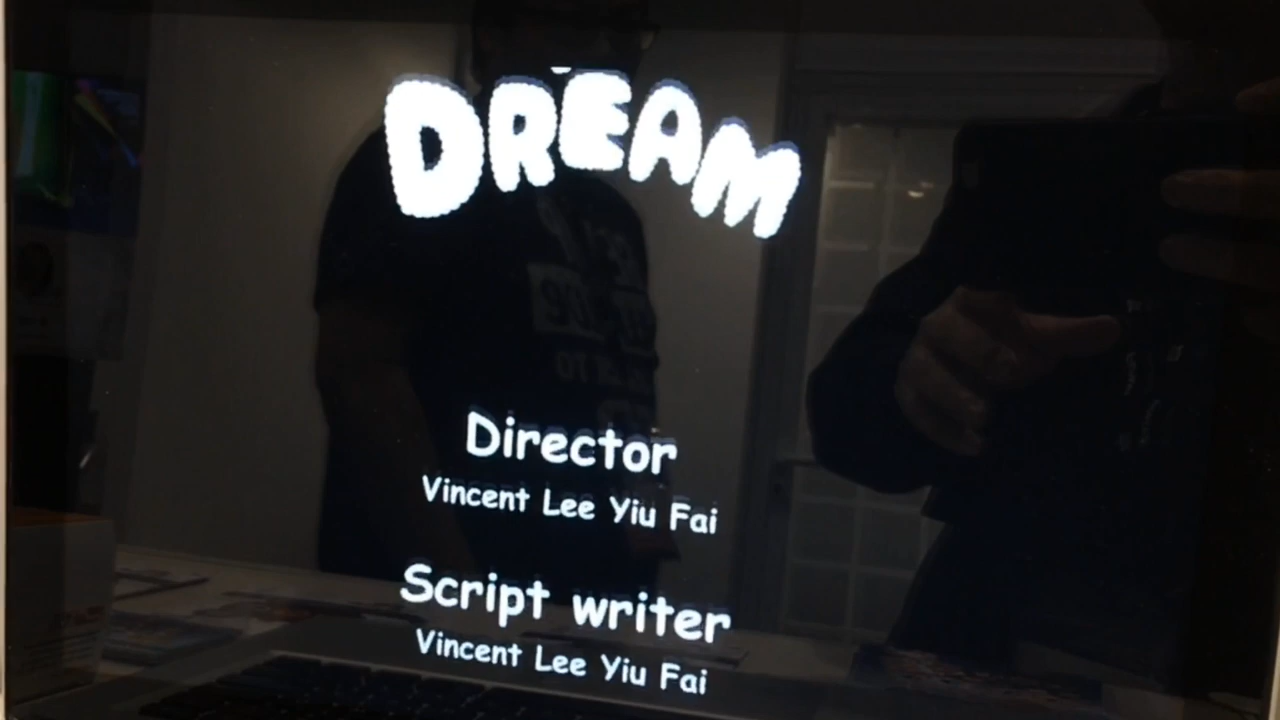 DREAM
Director
Vincent Lee Yiu Fai
Script writer
Vincent Lee Yiu Fai